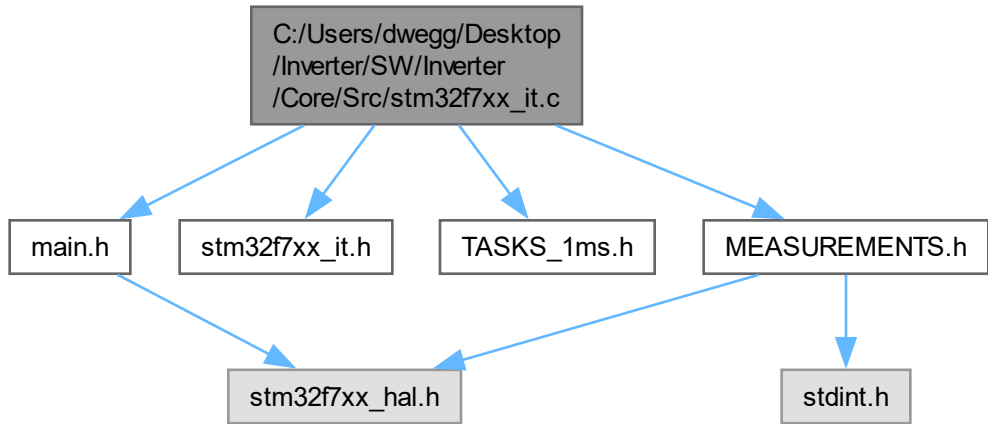 C:/Users/dwegg/Desktop
/Inverter/SW/Inverter
/Core/Src/stm32f7xx_it.c
main.h
stm32f7xx_it.h
TASKS_1ms.h
MEASUREMENTS.h
stm32f7xx_hal.h
stdint.h